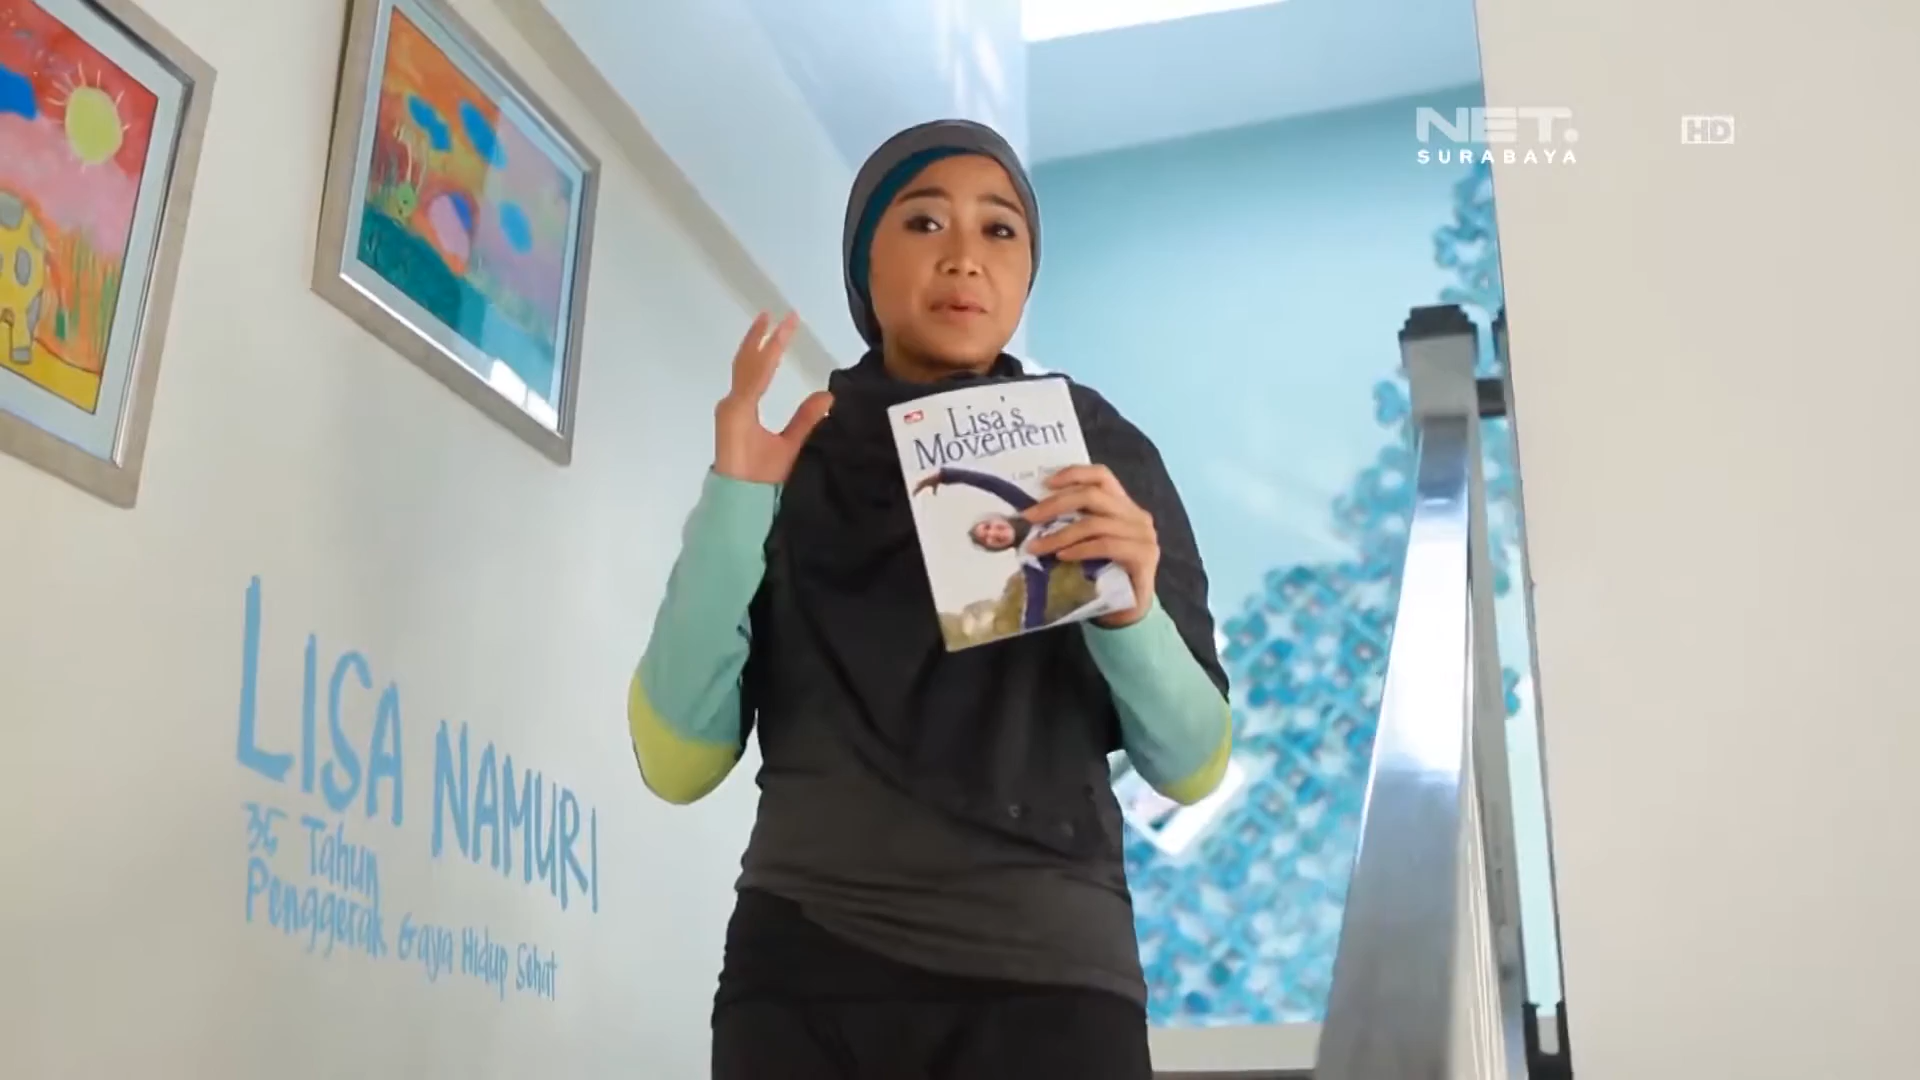 NET.
SURABAYA
HD
Lisa's
Movement
LISA NAMURI
35 Tahun
Penggerak Gaya Hidup Sehat